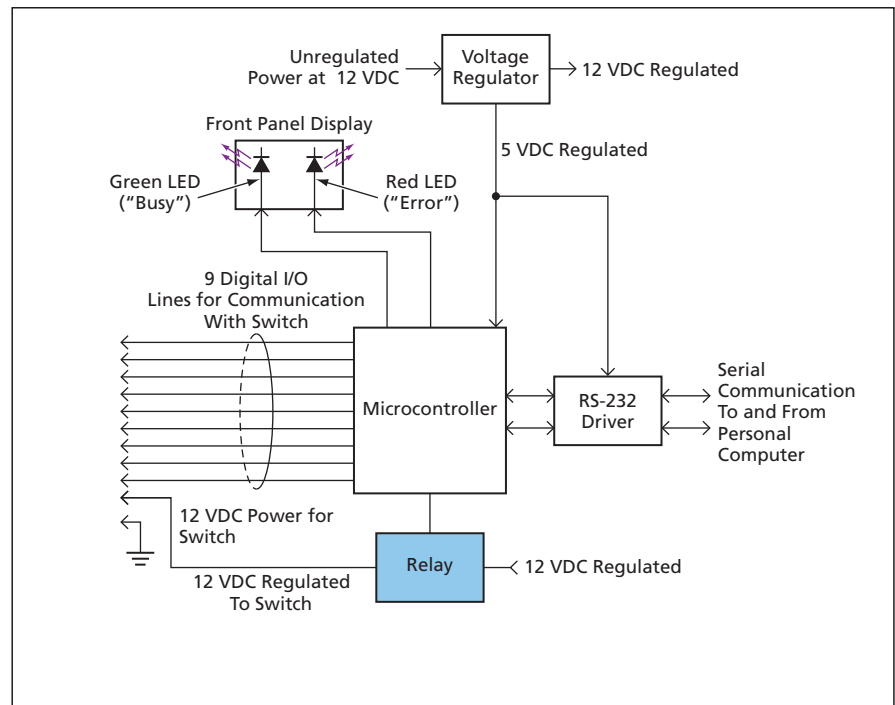 Unregulated
Power at 12 VDC
Voltage
Regulator
12 VDC Regulated
Front Panel Display
5 VDC Regulated
Green LED
(“Busy”)
Red LED
(“Error”)
9 Digital I/O
Lines for Communication
With Switch
Microcontroller
RS-232
Driver
Serial
Communication
To and From
Personal
Computer
12 VDC Power for
Switch
Relay
12 VDC Regulated
12 VDC Regulated
To Switch